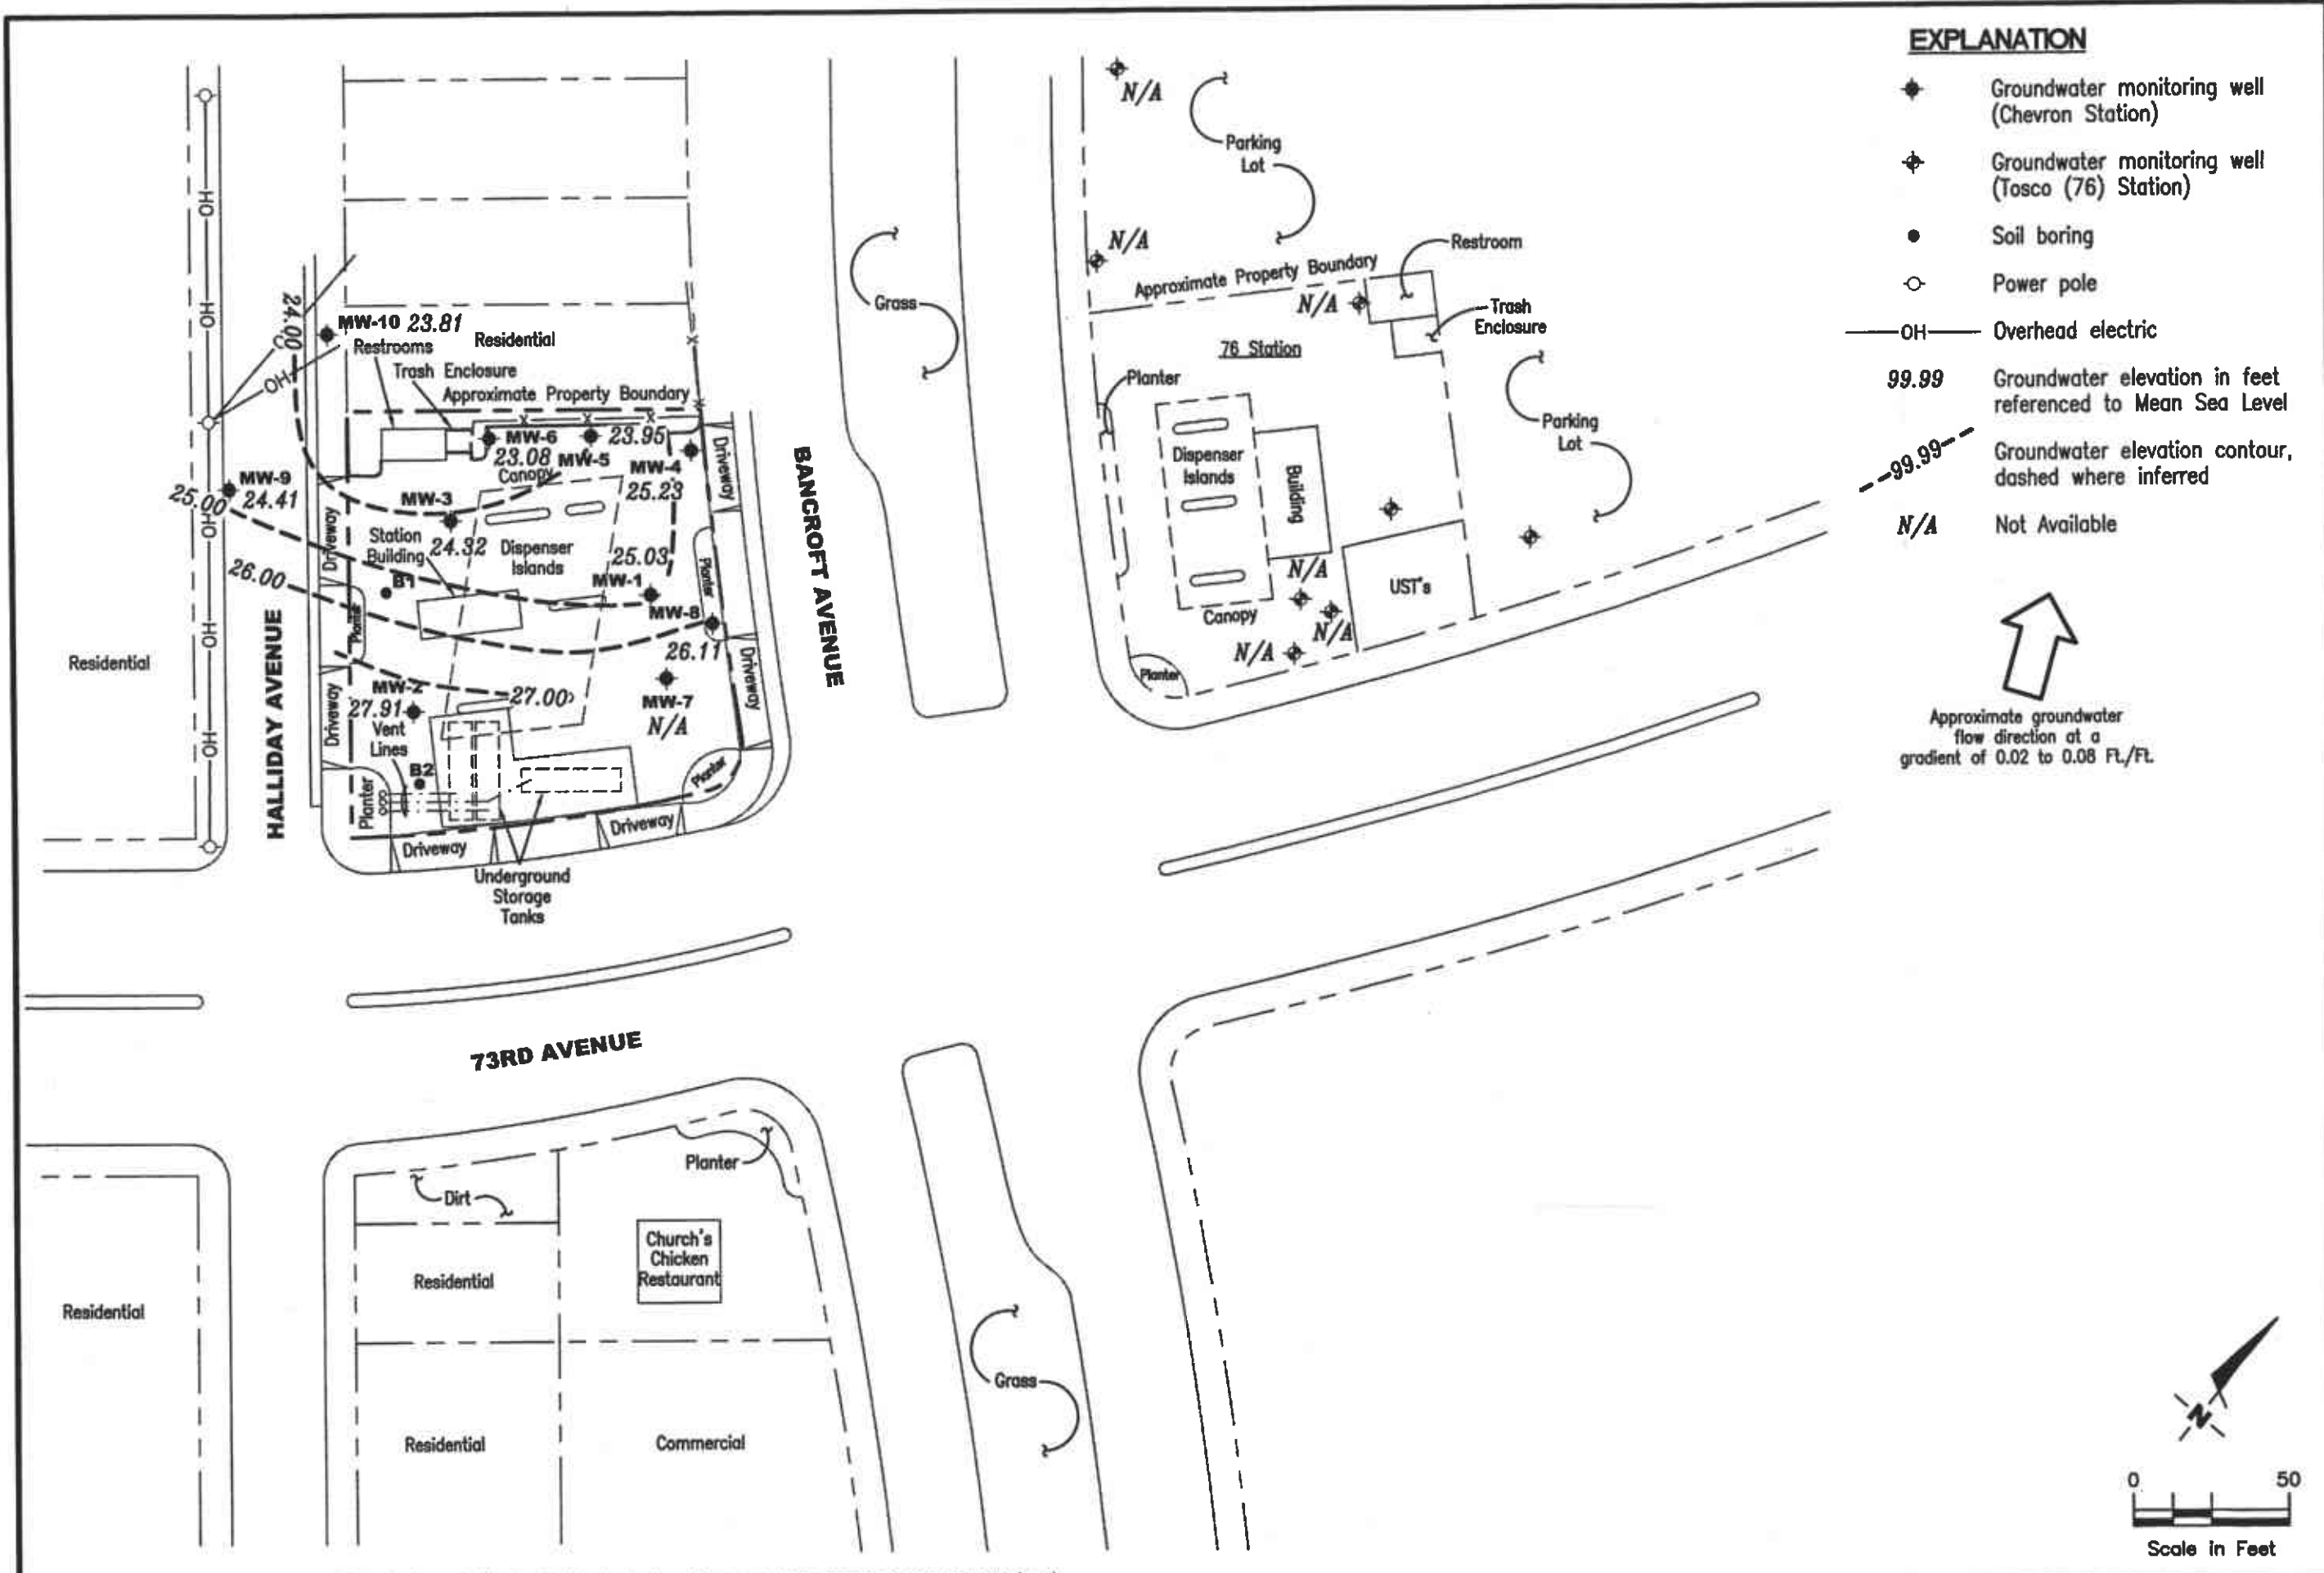 EXPLANATION
Groundwater monitoring well
(Chevron Station)
Groundwater monitoring well
(Tosco (76) Station)
Soil boring
Power pole
OH
Overhead electric
99.99
Groundwater elevation in feet
referenced to Mean Sea Level
99.99
Groundwater elevation contour,
dashed where inferred
N/A
Not Available
Approximate groundwater
flow direction at a
gradient of 0.02 to 0.08 Ft./Ft.
N
0 50
Scale in Feet
N/A
Parking
Lot
N/A
Restroom
Approximate Property Boundary
N/A
Trash
Enclosure
76 Station
Planter
Parking
Lot
Dispenser
Islands
Building
N/A
UST's
Canopy
N/A
N/A
Planter
Grass
BANCROFT AVENUE
OH
OH
OH
OH
OH
OH
24.00
MW-10 23.81
Restrooms
Residential
Trash Enclosure
Approximate Property Boundary
X X X
X
X
MW-6
23.95
23.08
MW-5
Canopy
MW-4
25.23
Driveway
MW-9
24.41
25.00
MW-3
Driveway
Station
Building
24.32
Dispenser
Islands
25.03
Planter
26.00
B1
MW-1
MW-8
Planter
26.11
Driveway
Residential
HALLIDAY AVENUE
MW-2
27.91
27.00
MW-7
N/A
Driveway
Vent
Lines
B2
Planter
Planter
Driveway
Driveway
Underground
Storage
Tanks
73RD AVENUE
Planter
Dirt
Church's
Chicken
Restaurant
Residential
Residential
Grass
Residential
Commercial